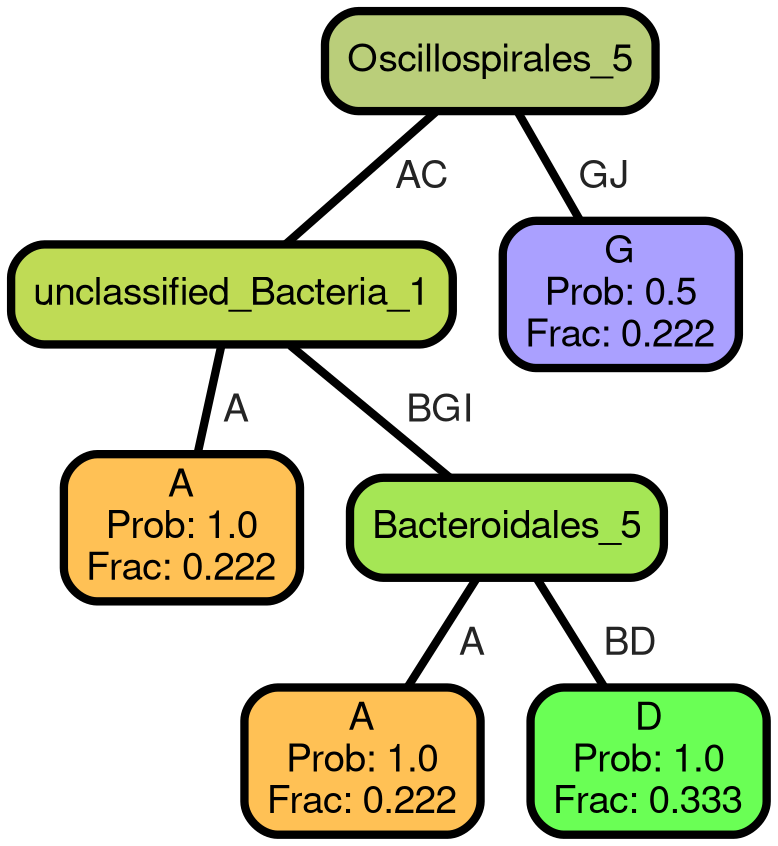 Oscillospirales_5
AC
GJ
unclassified_Bacteria_1
G
Prob: 0.5
Frac: 0.222
A
BGI
A
Prob: 1.0
Frac: 0.222
Bacteroidales_5
A
BD
A
Prob: 1.0
Frac: 0.222
D
Prob: 1.0
Frac: 0.333